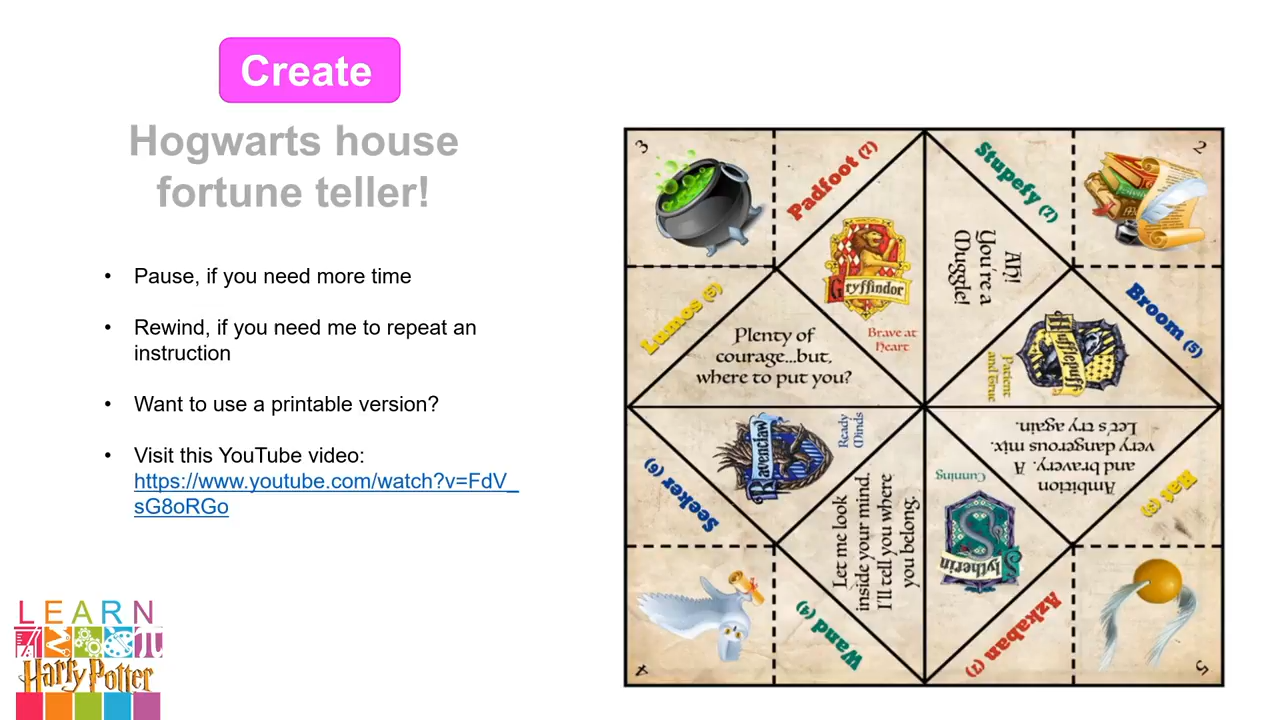 Create
Hogwarts house
fortune teller!
• Pause, if you need more time
• Rewind, if you need me to repeat an
instruction
• Want to use a printable version?
• Visit this YouTube video:
https://www.youtube.com/watch?v=FdV_
sG8oRGo
LEARN
Harry Potter
3
Padfoot (7)
Stupefy (7)
2
Lumos (5)
Gryffindor
Brave at
Heart
Plenty of
courage...but,
where to put you?
Ah!
You're a
Muggle!
Broom (5)
Hufflepuff
Patient
and True
Seeker (6)
Ravenclaw
Ready
Minds
Let me look
inside your mind.
I'll tell you where
you belong.
Ambition
and bravery. A
very dangerous mix.
Let's try again.
Hat (3)
Cunning
Slytherin
4
Wand (4)
Azkaban (7)
5